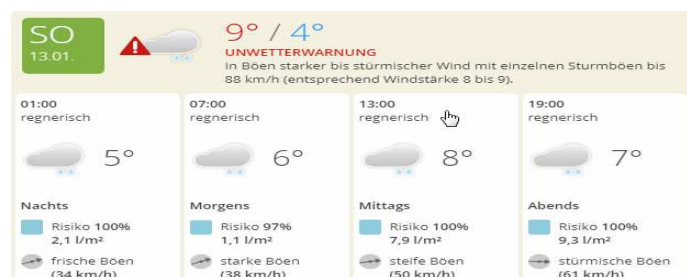 SO
13.01.
9° / 4°
UNWETTERWARNUNG
In Böen starker bis stürmischer Wind mit einzelnen Sturmböen bis
88 km/h (entsprechend Windstärke 8 bis 9).
01:00
regnerisch
5°
Nachts
Risiko 100%
2,1 l/m²
frische Böen
(34 km/h)
07:00
regnerisch
6°
Morgens
Risiko 97%
1,1 l/m²
starke Böen
(38 km/h)
13:00
regnerisch
8°
Mittags
Risiko 100%
7,9 l/m²
steife Böen
(50 km/h)
19:00
regnerisch
7°
Abends
Risiko 100%
9,3 l/m²
stürmische Böen
(61 km/h)